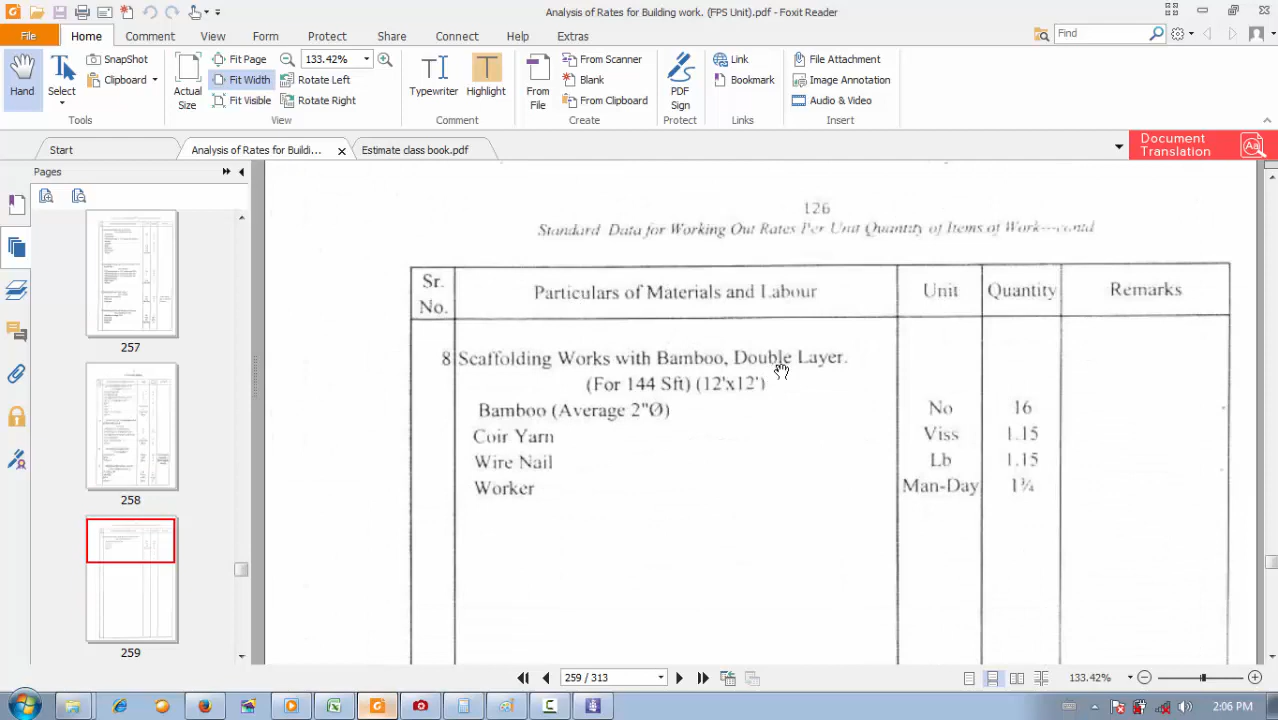 Analysis of Rates for Building work. (FPS Unit).pdf - Foxit Reader
File Home Comment View Form Protect Share Connect Help Extras
Find
Hand
Select
SnapShot
Clipboard
Actual Size
Fit Page
Fit Width
Fit Visible
133.42%
Rotate Left
Rotate Right
Typewriter
Highlight
From File
From Scanner
Blank
From Clipboard
PDF Sign
Link
Bookmark
File Attachment
Image Annotation
Audio & Video
Tools View Comment Create Protect Links Insert
Start
Analysis of Rates for Buildi...
Estimate class book.pdf
Document Translation
Pages
257
258
259
126
Standard Data for Working Out Rates Per Unit Quantity of Items of Work---contd
Sr. No. Particulars of Materials and Labour Unit Quantity Remarks
8 Scaffolding Works with Bamboo, Double Layer.
(For 144 Sft) (12'x12')
Bamboo (Average 2"Ø) No 16
Coir Yarn Viss 1.15
Wire Nail Lb 1.15
Worker Man-Day 1¾
259 / 313
133.42%
2:06 PM